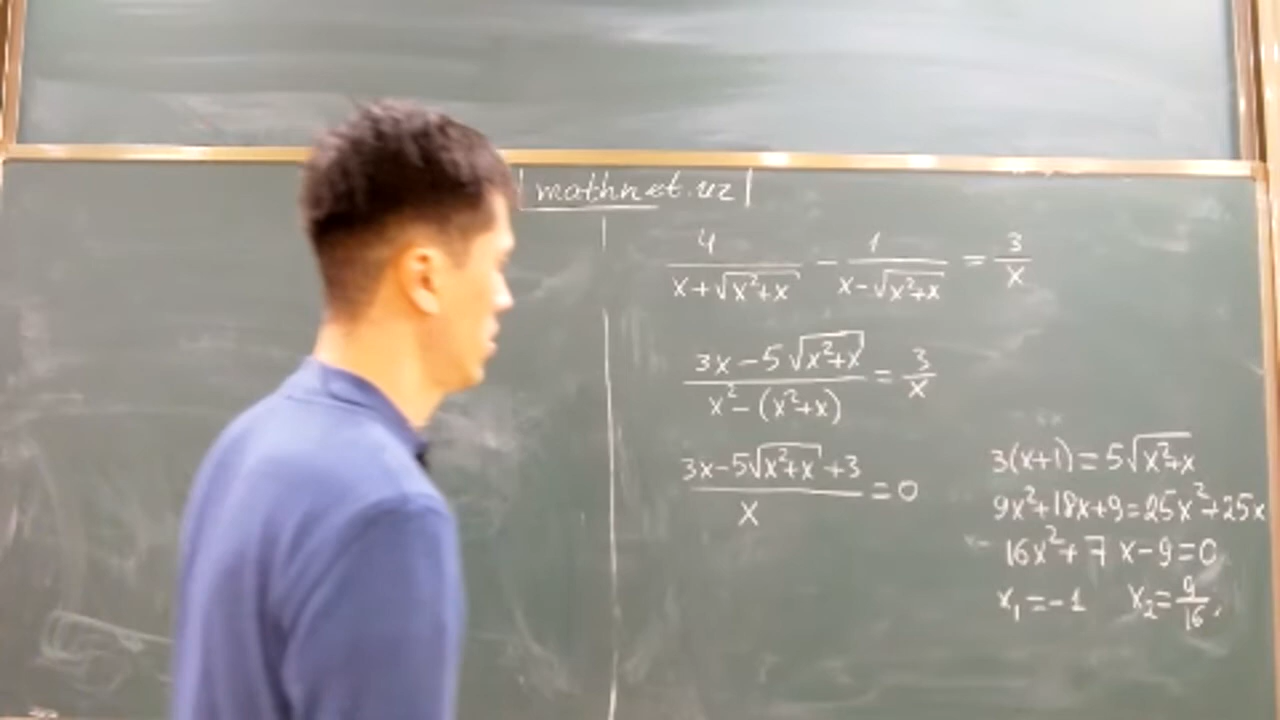 mathnet.uz
4/(x+√(x²+x)) - 1/(x-√(x²+x)) = 3/x
(3x-5√(x²+x))/(x²-(x²+x)) = 3/x
(3x-5√(x²+x)+3)/x = 0
3(x+1)=5√(x²+x)
9x²+18x+9=25x²+25x
16x²+7x-9=0
x₁=-1 x₂=9/16,